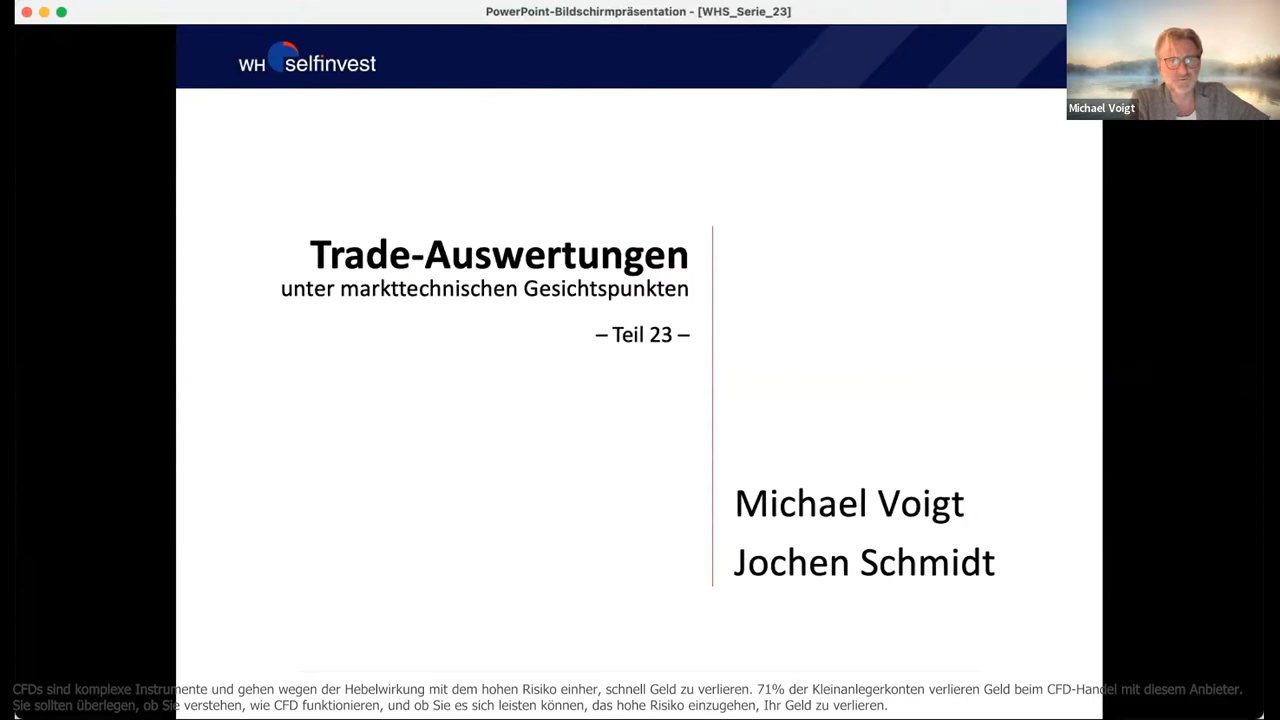 PowerPoint-Bildschirmpräsentation - [WHS_Serie_23]
WH selfinvest
Michael Voigt
Trade-Auswertungen
unter markttechnischen Gesichtspunkten
– Teil 23 –
Michael Voigt
Jochen Schmidt
CFDs sind komplexe Instrumente und gehen wegen der Hebelwirkung mit dem hohen Risiko einher, schnell Geld zu verlieren. 71% der Kleinanlegerkonten verlieren Geld beim CFD-Handel mit diesem Anbieter.
Sie sollten überlegen, ob Sie verstehen, wie CFD funktionieren, und ob Sie es sich leisten können, das hohe Risiko einzugehen, Ihr Geld zu verlieren.